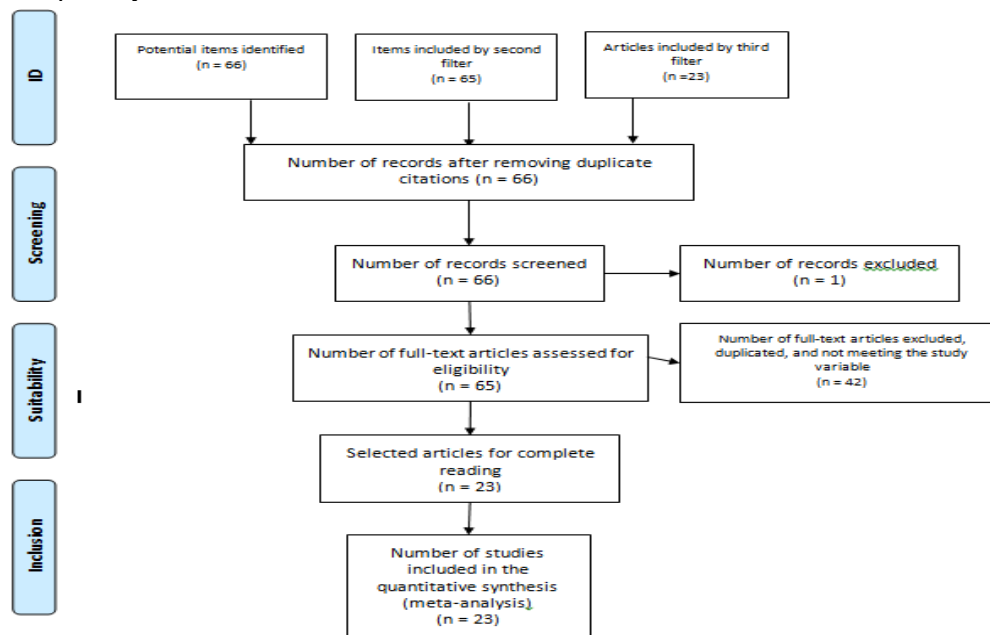 ID
Potential items identified
(n = 66)
Items included by second
filter
(n = 65)
Articles included by third
filter
(n =23)
Number of records after removing duplicate
citations (n = 66)
Screening
Number of records screened
(n = 66)
Number of records excluded
(n = 1)
Suitability
I
Number of full-text articles assessed for
eligibility
(n = 65)
Number of full-text articles excluded,
duplicated, and not meeting the study
variable
(n = 42)
Selected articles for complete
reading
(n = 23)
Inclusion
Number of studies
included in the
quantitative synthesis
(meta-analysis)
(n = 23)